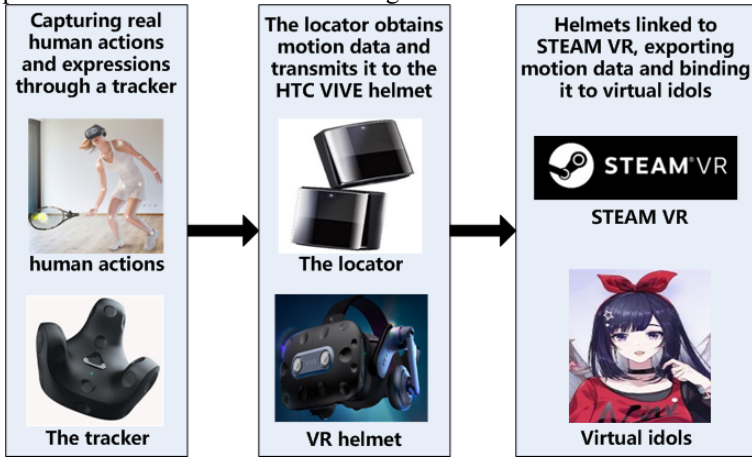 Capturing real
human actions
and expressions
through a tracker
human actions
The tracker
The locator obtains
motion data and
transmits it to the
HTC VIVE helmet
The locator
VR helmet
Helmets linked to
STEAM VR, exporting
motion data and binding
it to virtual idols
STEAM®VR
STEAM VR
Virtual idols